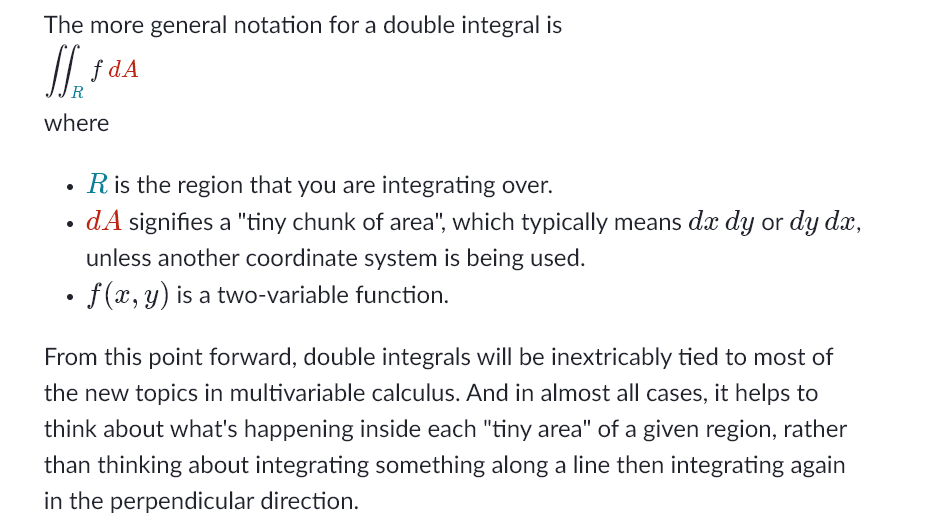 The more general notation for a double integral is
∬_R f dA
where
• R is the region that you are integrating over.
• dA signifies a "tiny chunk of area", which typically means dx dy or dy dx,
unless another coordinate system is being used.
• f(x, y) is a two-variable function.
From this point forward, double integrals will be inextricably tied to most of
the new topics in multivariable calculus. And in almost all cases, it helps to
think about what's happening inside each "tiny area" of a given region, rather
than thinking about integrating something along a line then integrating again
in the perpendicular direction.